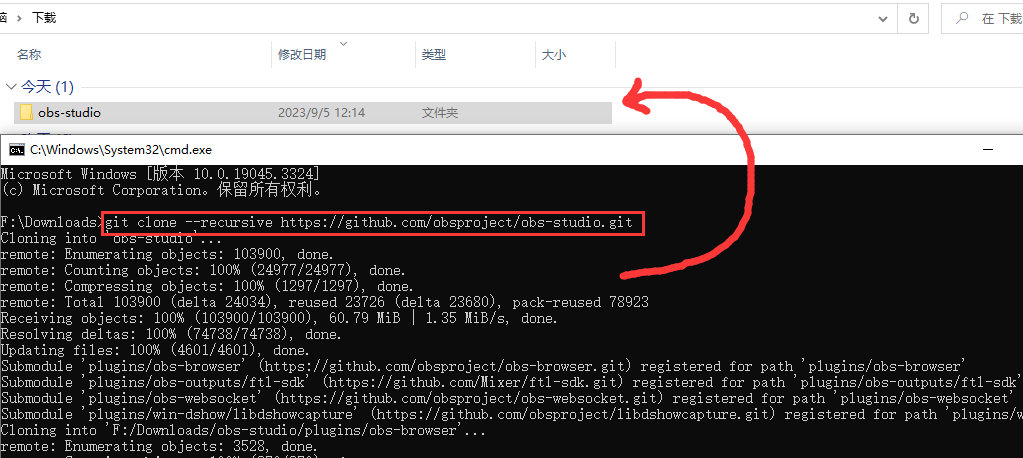 脑 › 下载
在 下载
名称 修改日期 类型 大小
今天 (1)
obs-studio 2023/9/5 12:14 文件夹
C:\Windows\System32\cmd.exe
Microsoft Windows [版本 10.0.19045.3324]
(c) Microsoft Corporation。保留所有权利。
F:\Downloads>git clone --recursive https://github.com/obsproject/obs-studio.git
Cloning into 'obs-studio'...
remote: Enumerating objects: 103900, done.
remote: Counting objects: 100% (24977/24977), done.
remote: Compressing objects: 100% (1297/1297), done.
remote: Total 103900 (delta 24034), reused 23726 (delta 23680), pack-reused 78923
Receiving objects: 100% (103900/103900), 60.79 MiB | 1.35 MiB/s, done.
Resolving deltas: 100% (74738/74738), done.
Updating files: 100% (4601/4601), done.
Submodule 'plugins/obs-browser' (https://github.com/obsproject/obs-browser.git) registered for path 'plugins/obs-browser'
Submodule 'plugins/obs-outputs/ftl-sdk' (https://github.com/Mixer/ftl-sdk.git) registered for path 'plugins/obs-outputs/ftl-sdk'
Submodule 'plugins/obs-websocket' (https://github.com/obsproject/obs-websocket.git) registered for path 'plugins/obs-websocket'
Submodule 'plugins/win-dshow/libdshowcapture' (https://github.com/obsproject/libdshowcapture.git) registered for path 'plugins/w
Cloning into 'F:/Downloads/obs-studio/plugins/obs-browser'...
remote: Enumerating objects: 3528, done.